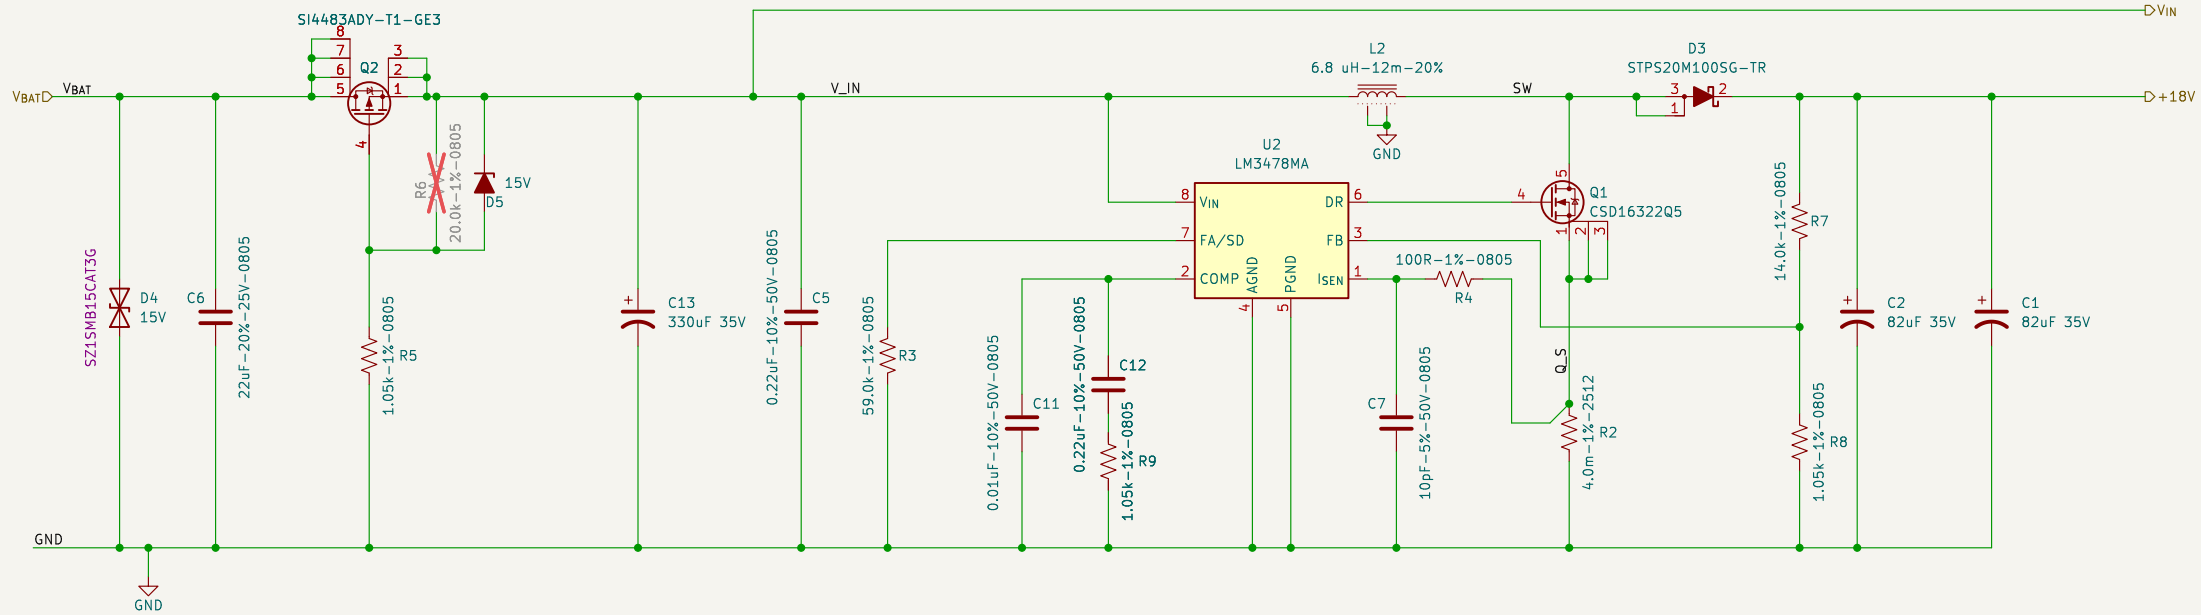 SI4483ADY-T1-GE3
8
7
6
5
3
2
1
Q2
4
VBAT
VBAT
V_IN
VIN
L2
6.8 uH-12m-20%
GND
SW
D3
STPS20M100SG-TR
3
1
2
+18V
R6
20.0k-1%-0805
15V
D5
U2
LM3478MA
8
VIN
7
FA/SD
2
COMP
AGND
4
PGND
5
DR
6
FB
3
ISEN
1
4
5
Q1
CSD16322Q5
1
2
3
14.0k-1%-0805
R7
SZ1SMB15CAT3G
D4
15V
C6
22uF-20%-25V-0805
1.05k-1%-0805
R5
C13
330uF 35V
0.22uF-10%-50V-0805
C5
59.0k-1%-0805
R3
0.01uF-10%-50V-0805
C11
0.22uF-10%-50V-0805
C12
1.05k-1%-0805
R9
100R-1%-0805
R4
C7
10pF-5%-50V-0805
Q_S
4.0m-1%-2512
R2
1.05k-1%-0805
R8
+
C2
82uF 35V
+
C1
82uF 35V
+
GND
GND